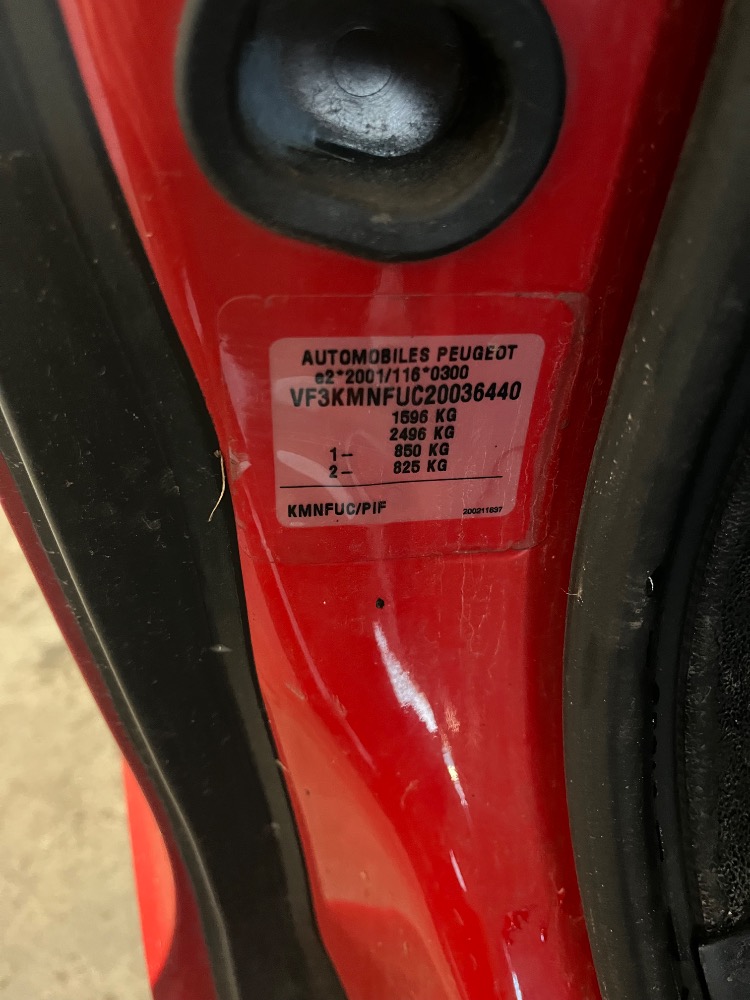 AUTOMOBILES PEUGEOT
e2*2001/116*0300
VF3KMNFUC20036440
1596 KG
2496 KG
1- 850 KG
2- 825 KG
KMNFUC/PIF 200211637